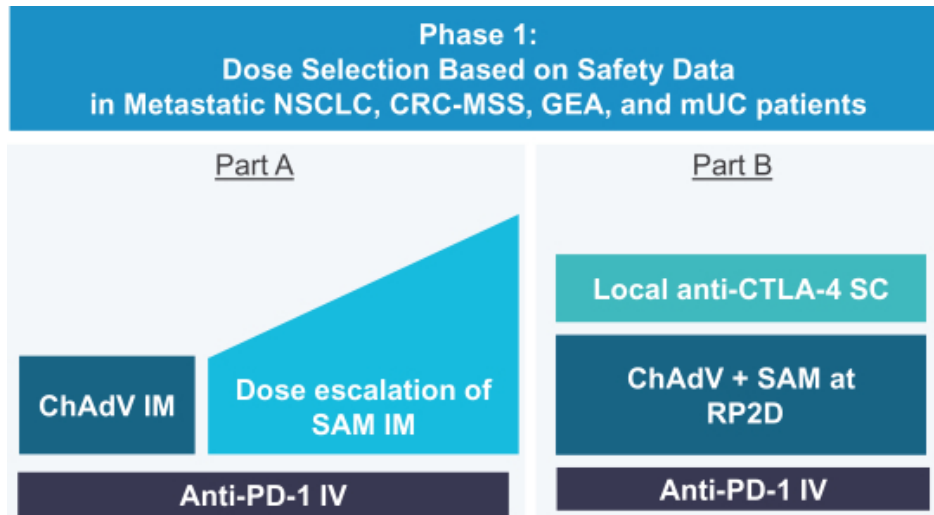 Phase 1:
Dose Selection Based on Safety Data
in Metastatic NSCLC, CRC-MSS, GEA, and mUC patients
Part A
ChAdV IM
Dose escalation of
SAM IM
Anti-PD-1 IV
Part B
Local anti-CTLA-4 SC
ChAdV + SAM at
RP2D
Anti-PD-1 IV